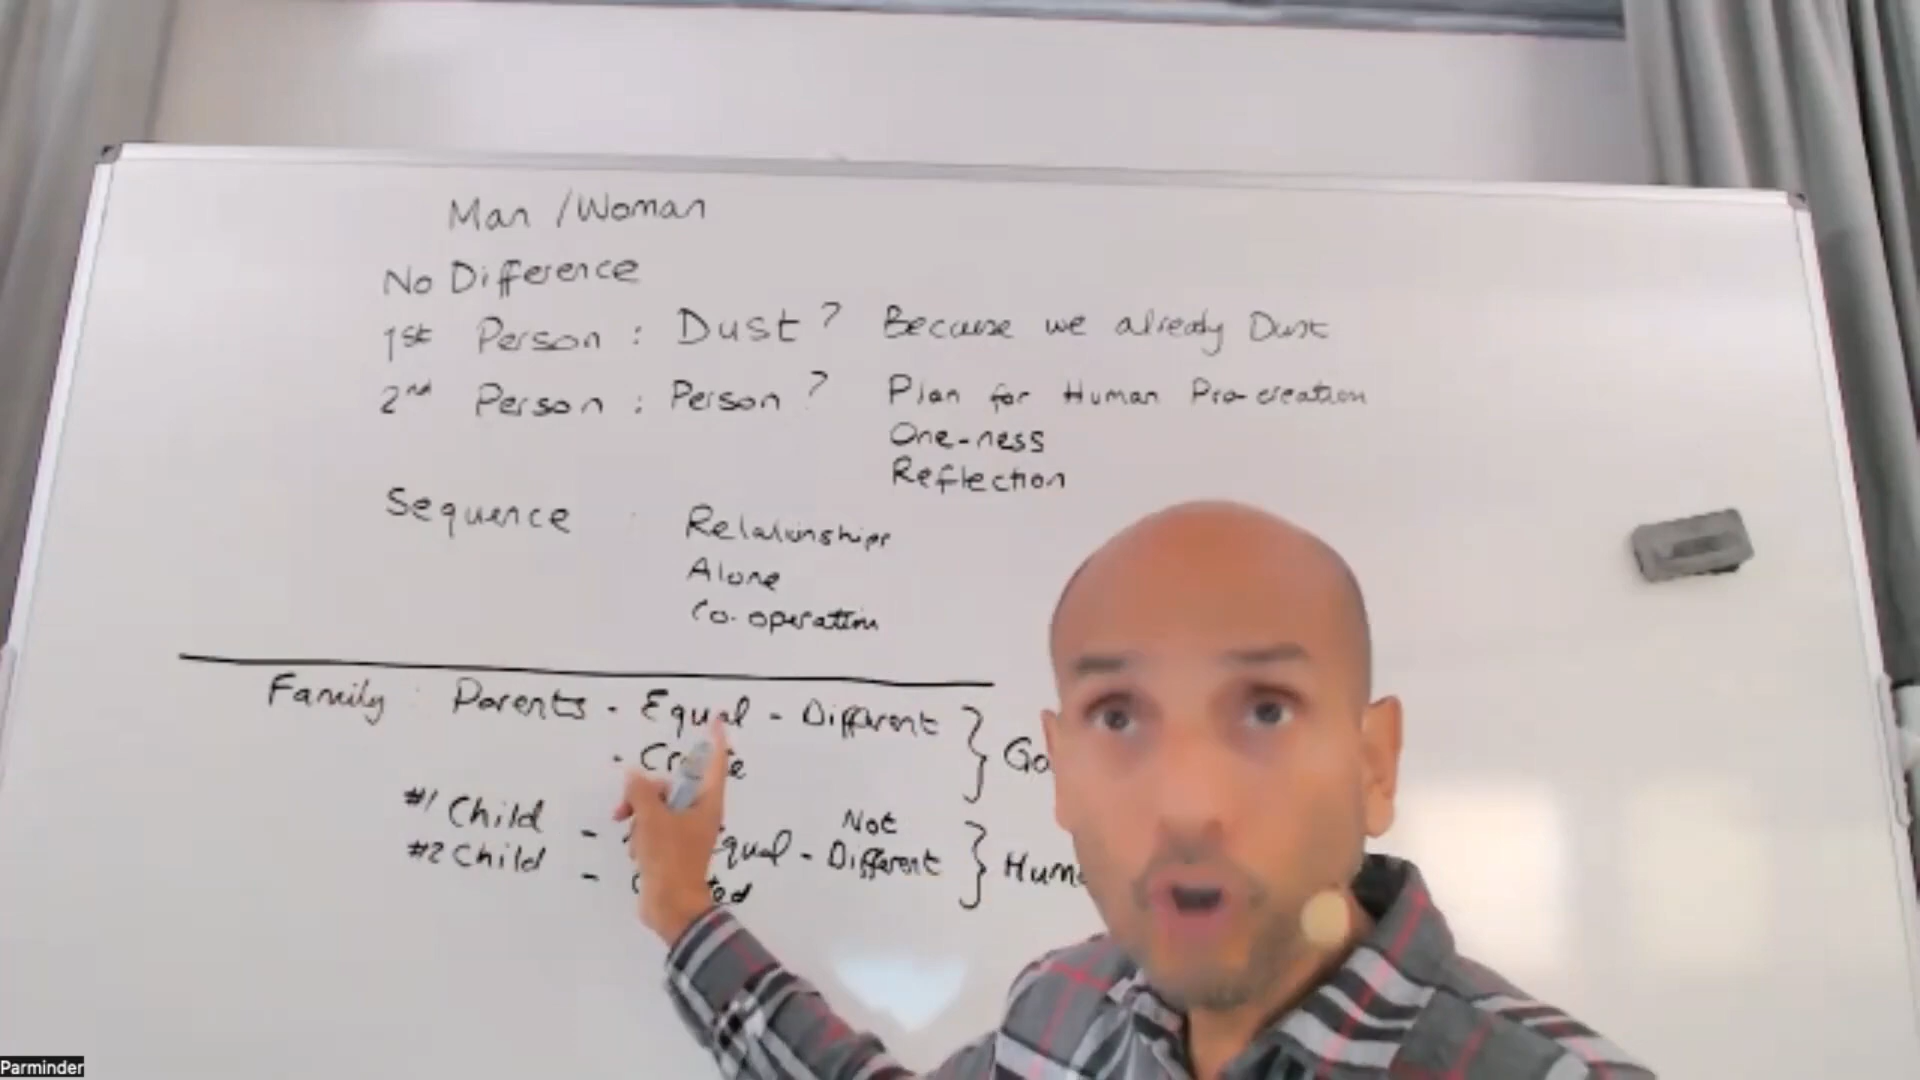 Man /Woman
No Difference
1st Person : Dust ? Because we already Dust
2nd Person : Person ? Plan for Human Pro-creation
One-ness
Reflection
Sequence : Relationships
Alone
Co-operation
Family : Parents - Equal - Different }
#1 Child
Not
#2 Child - Different }
Parminder